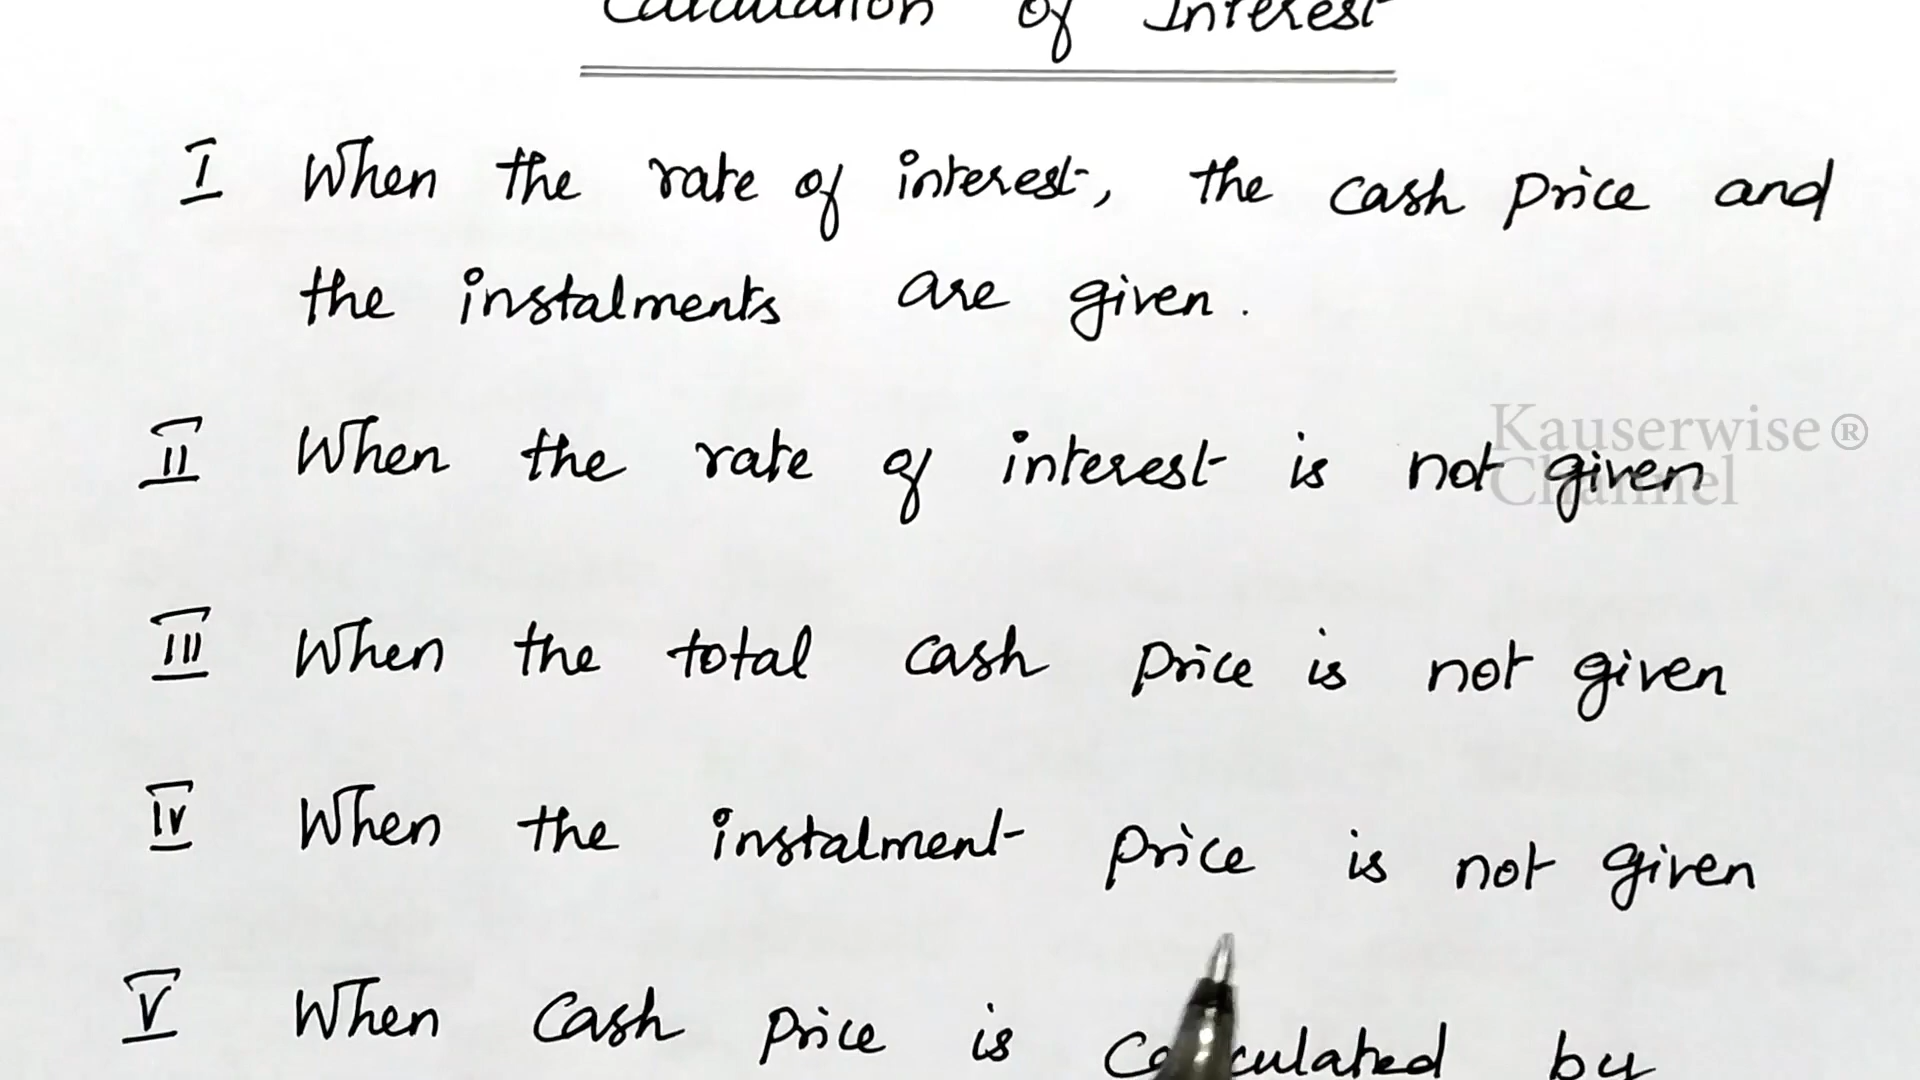 Calculation of Interest
I When the rate of interest, the cash price and
the instalments are given.
II When the rate of interest is not given
Kauserwise®
Channel
III When the total cash price is not given
IV When the instalment price is not given
V When cash price is calculated by